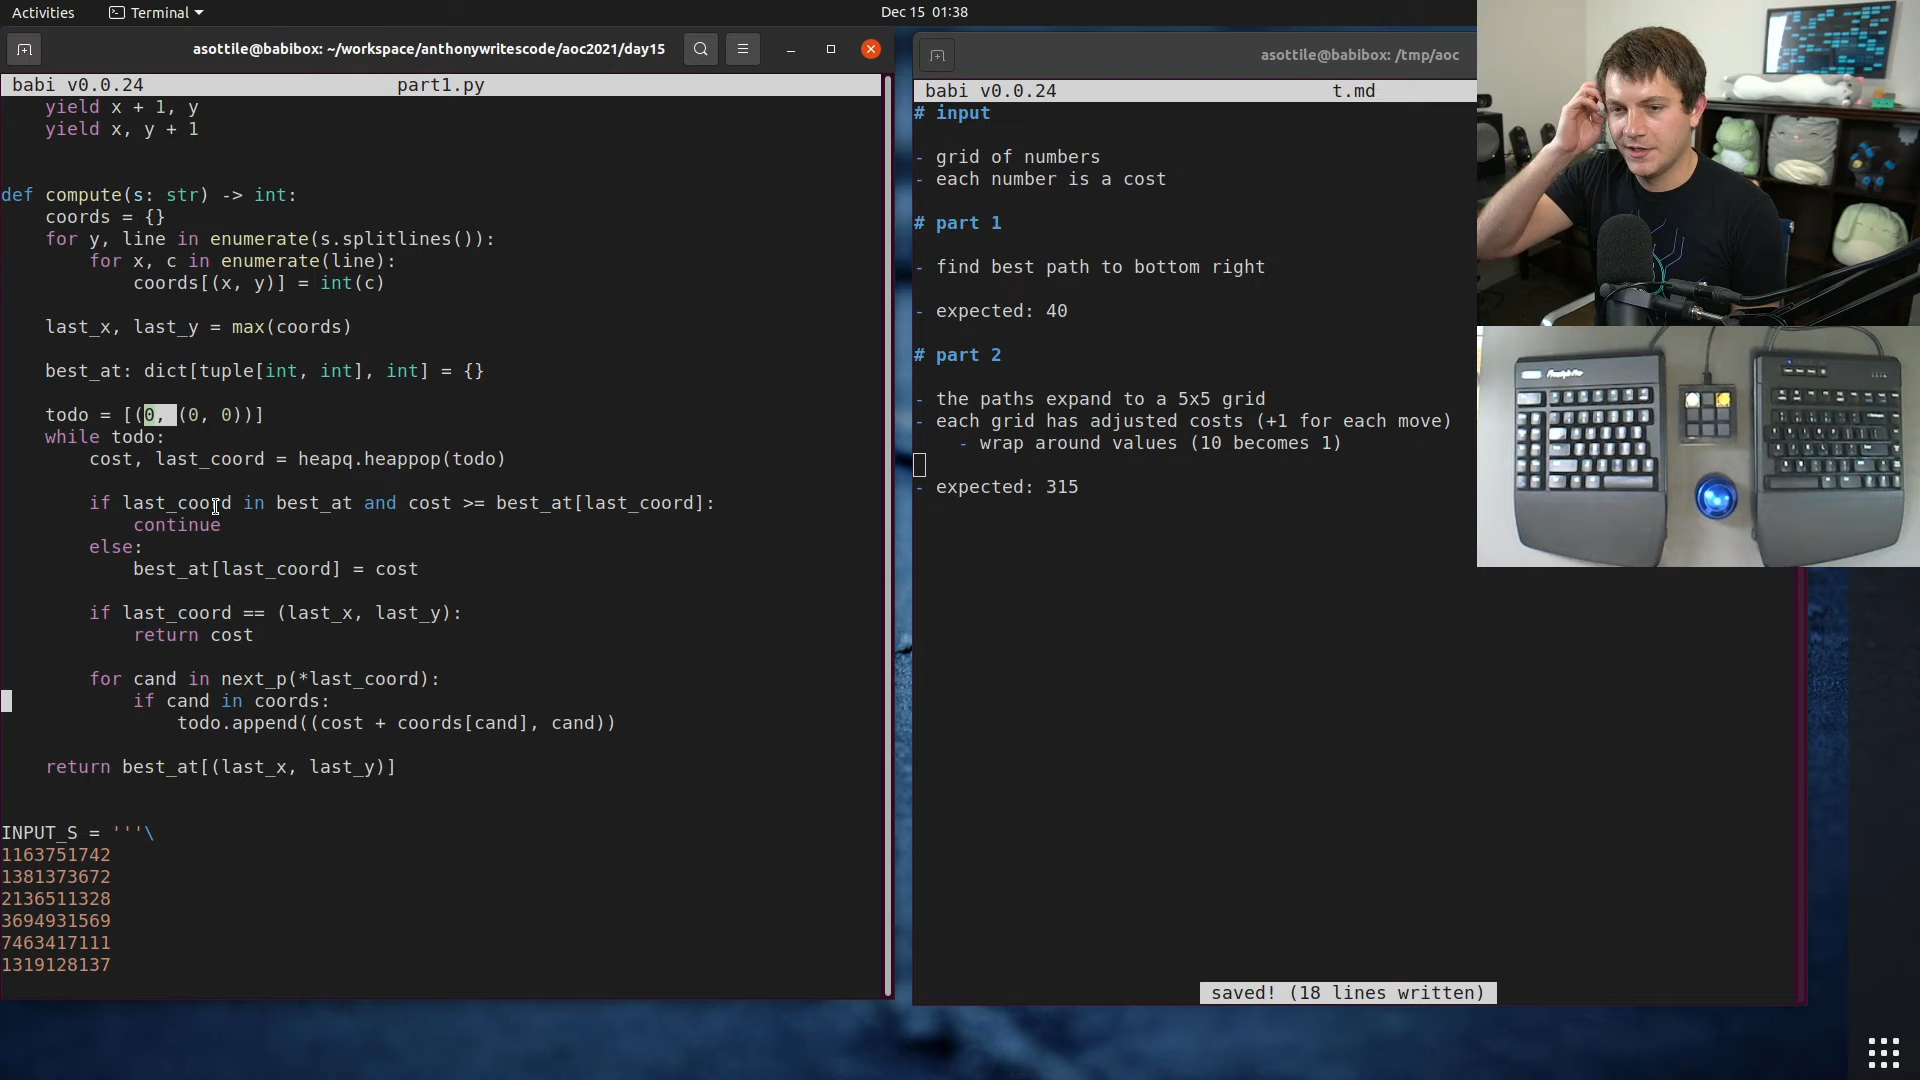 Activities
Terminal
Dec 15 01:38
asottile@babibox: ~/workspace/anthonywritescode/aoc2021/day15
babi v0.0.24
part1.py
yield x + 1, y
yield x, y + 1
def compute(s: str) -> int:
coords = {}
for y, line in enumerate(s.splitlines()):
for x, c in enumerate(line):
coords[(x, y)] = int(c)
last_x, last_y = max(coords)
best_at: dict[tuple[int, int], int] = {}
todo = [(0, (0, 0))]
while todo:
cost, last_coord = heapq.heappop(todo)
if last_coord in best_at and cost >= best_at[last_coord]:
continue
else:
best_at[last_coord] = cost
if last_coord == (last_x, last_y):
return cost
for cand in next_p(*last_coord):
if cand in coords:
todo.append((cost + coords[cand], cand))
return best_at[(last_x, last_y)]
INPUT_S = '''\
1163751742
1381373672
2136511328
3694931569
7463417111
1319128137
asottile@babibox: /tmp/aoc
babi v0.0.24
t.md
# input
- grid of numbers
- each number is a cost
# part 1
- find best path to bottom right
- expected: 40
# part 2
- the paths expand to a 5x5 grid
- each grid has adjusted costs (+1 for each move)
- wrap around values (10 becomes 1)
- expected: 315
saved! (18 lines written)